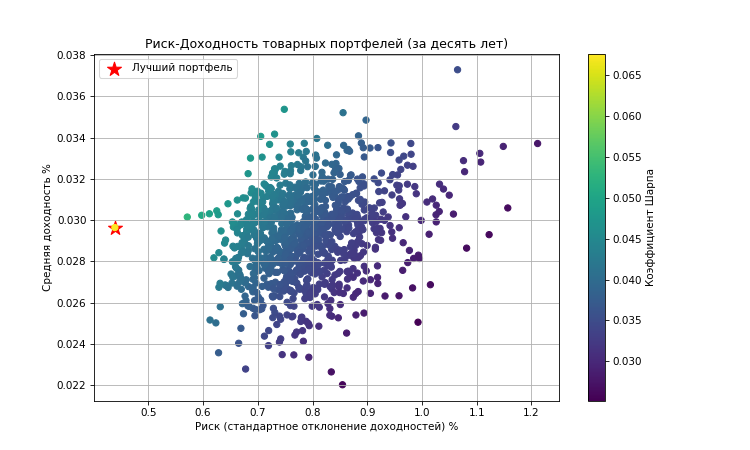 Риск-Доходность товарных портфелей (за десять лет)
Лучший портфель
Средняя доходность %
0.038
0.036
0.034
0.032
0.030
0.028
0.026
0.024
0.022
0.5 0.6 0.7 0.8 0.9 1.0 1.1 1.2
Риск (стандартное отклонение доходностей) %
0.065
0.060
0.055
0.050
0.045
0.040
0.035
0.030
Коэффициент Шарпа